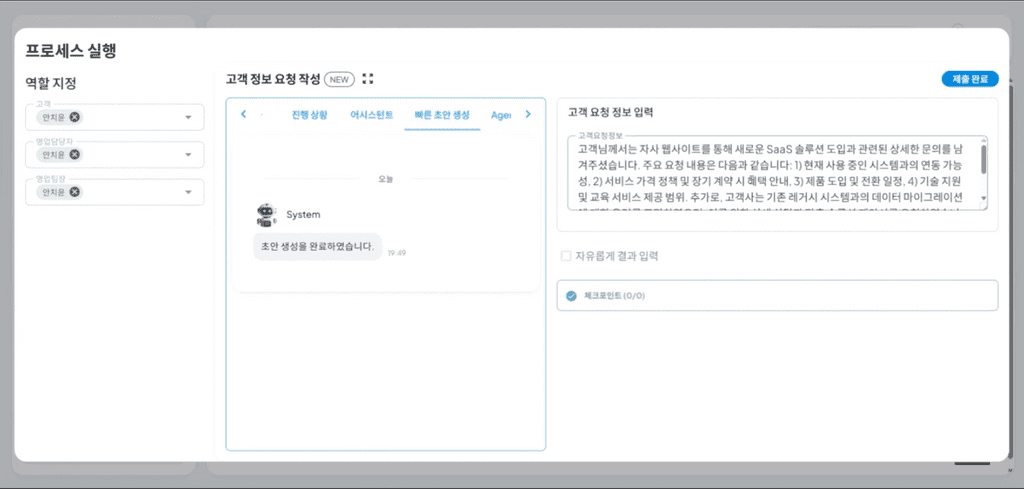 프로세스 실행
역할 지정
고객
안치윤
영업담당자
안치윤
영업팀장
안치윤
고객 정보 요청 작성 NEW
제출 완료
진행 상황
어시스턴트
빠른 초안 생성
Agen
오늘
System
초안 생성을 완료하였습니다.
19:49
고객 요청 정보 입력
고객요청정보
고객님께서는 자사 웹사이트를 통해 새로운 SaaS 솔루션 도입과 관련된 상세한 문의를 남
겨주셨습니다. 주요 요청 내용은 다음과 같습니다: 1) 현재 사용 중인 시스템과의 연동 가능
성, 2) 서비스 가격 정책 및 장기 계약 시 혜택 안내, 3) 제품 도입 및 전환 일정, 4) 기술 지원
및 교육 서비스 제공 범위. 추가로, 고객사는 기존 레거시 시스템과의 데이터 마이그레이션
자유롭게 결과 입력
체크포인트 (0/0)